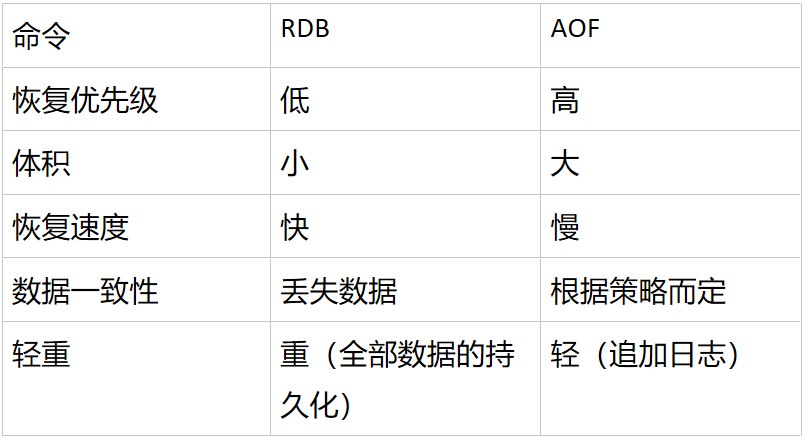 命令 RDB AOF
恢复优先级 低 高
体积 小 大
恢复速度 快 慢
数据一致性 丢失数据 根据策略而定
轻重 重（全部数据的持 轻（追加日志）
久化）